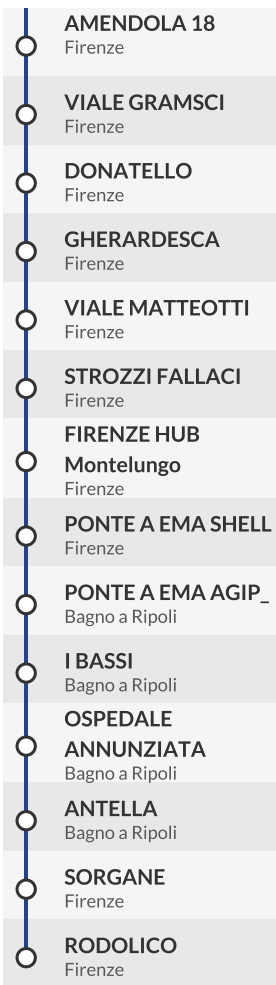 AMENDOLA 18
Firenze
VIALE GRAMSCI
Firenze
DONATELLO
Firenze
GHERARDESCA
Firenze
VIALE MATTEOTTI
Firenze
STROZZI FALLACI
Firenze
FIRENZE HUB
Montelungo
Firenze
PONTE A EMA SHELL
Firenze
PONTE A EMA AGIP_
Bagno a Ripoli
I BASSI
Bagno a Ripoli
OSPEDALE
ANNUNZIATA
Bagno a Ripoli
ANTELLA
Bagno a Ripoli
SORGANE
Firenze
RODOLICO
Firenze